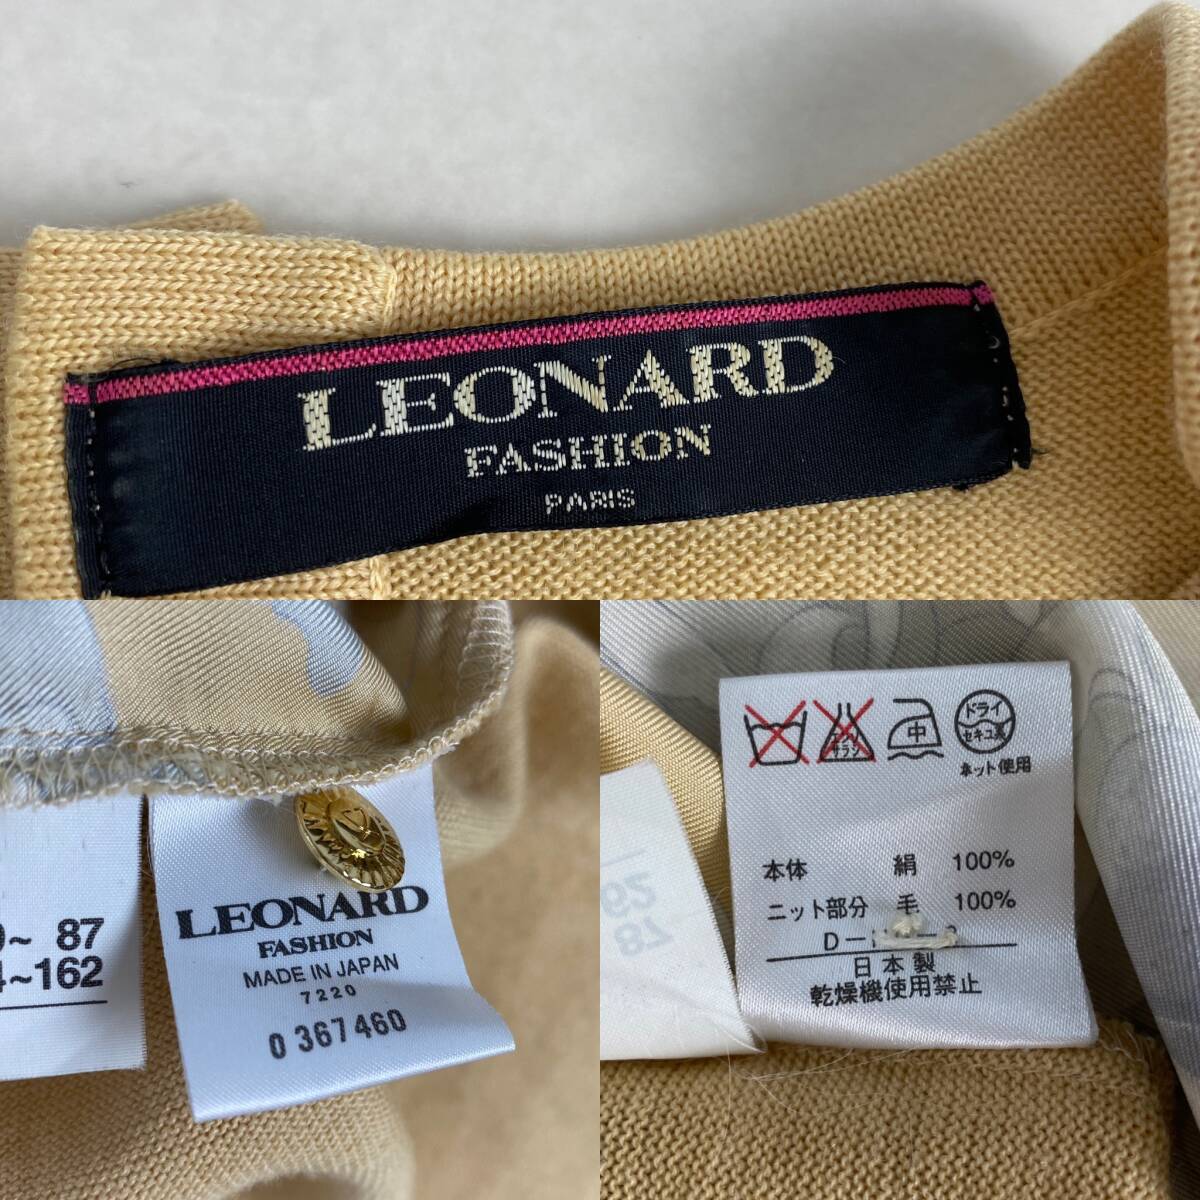 LEONARD
FASHION
PARIS
~ 87
~162
LEONARD
FASHION
MADE IN JAPAN
7220
0 367460
中
ドライ
セキユ系
ネット使用
本体 絹 100%
ニット部分 毛 100%
D－
日本製
乾燥機使用禁止